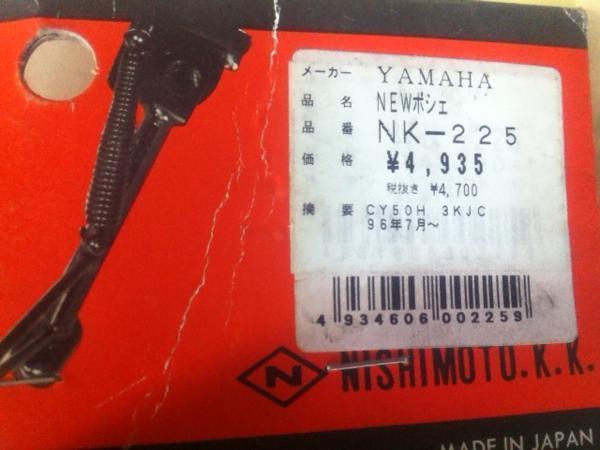 メーカー YAMAHA
品 名 NEWポシェ
品 番 NK-225
価 格 ¥4,935
税抜き ¥4,700
摘 要 CY50H 3KJC
96年7月~
4 934606 002259
N NISHIMOTO.K.K.
MADE IN JAPAN